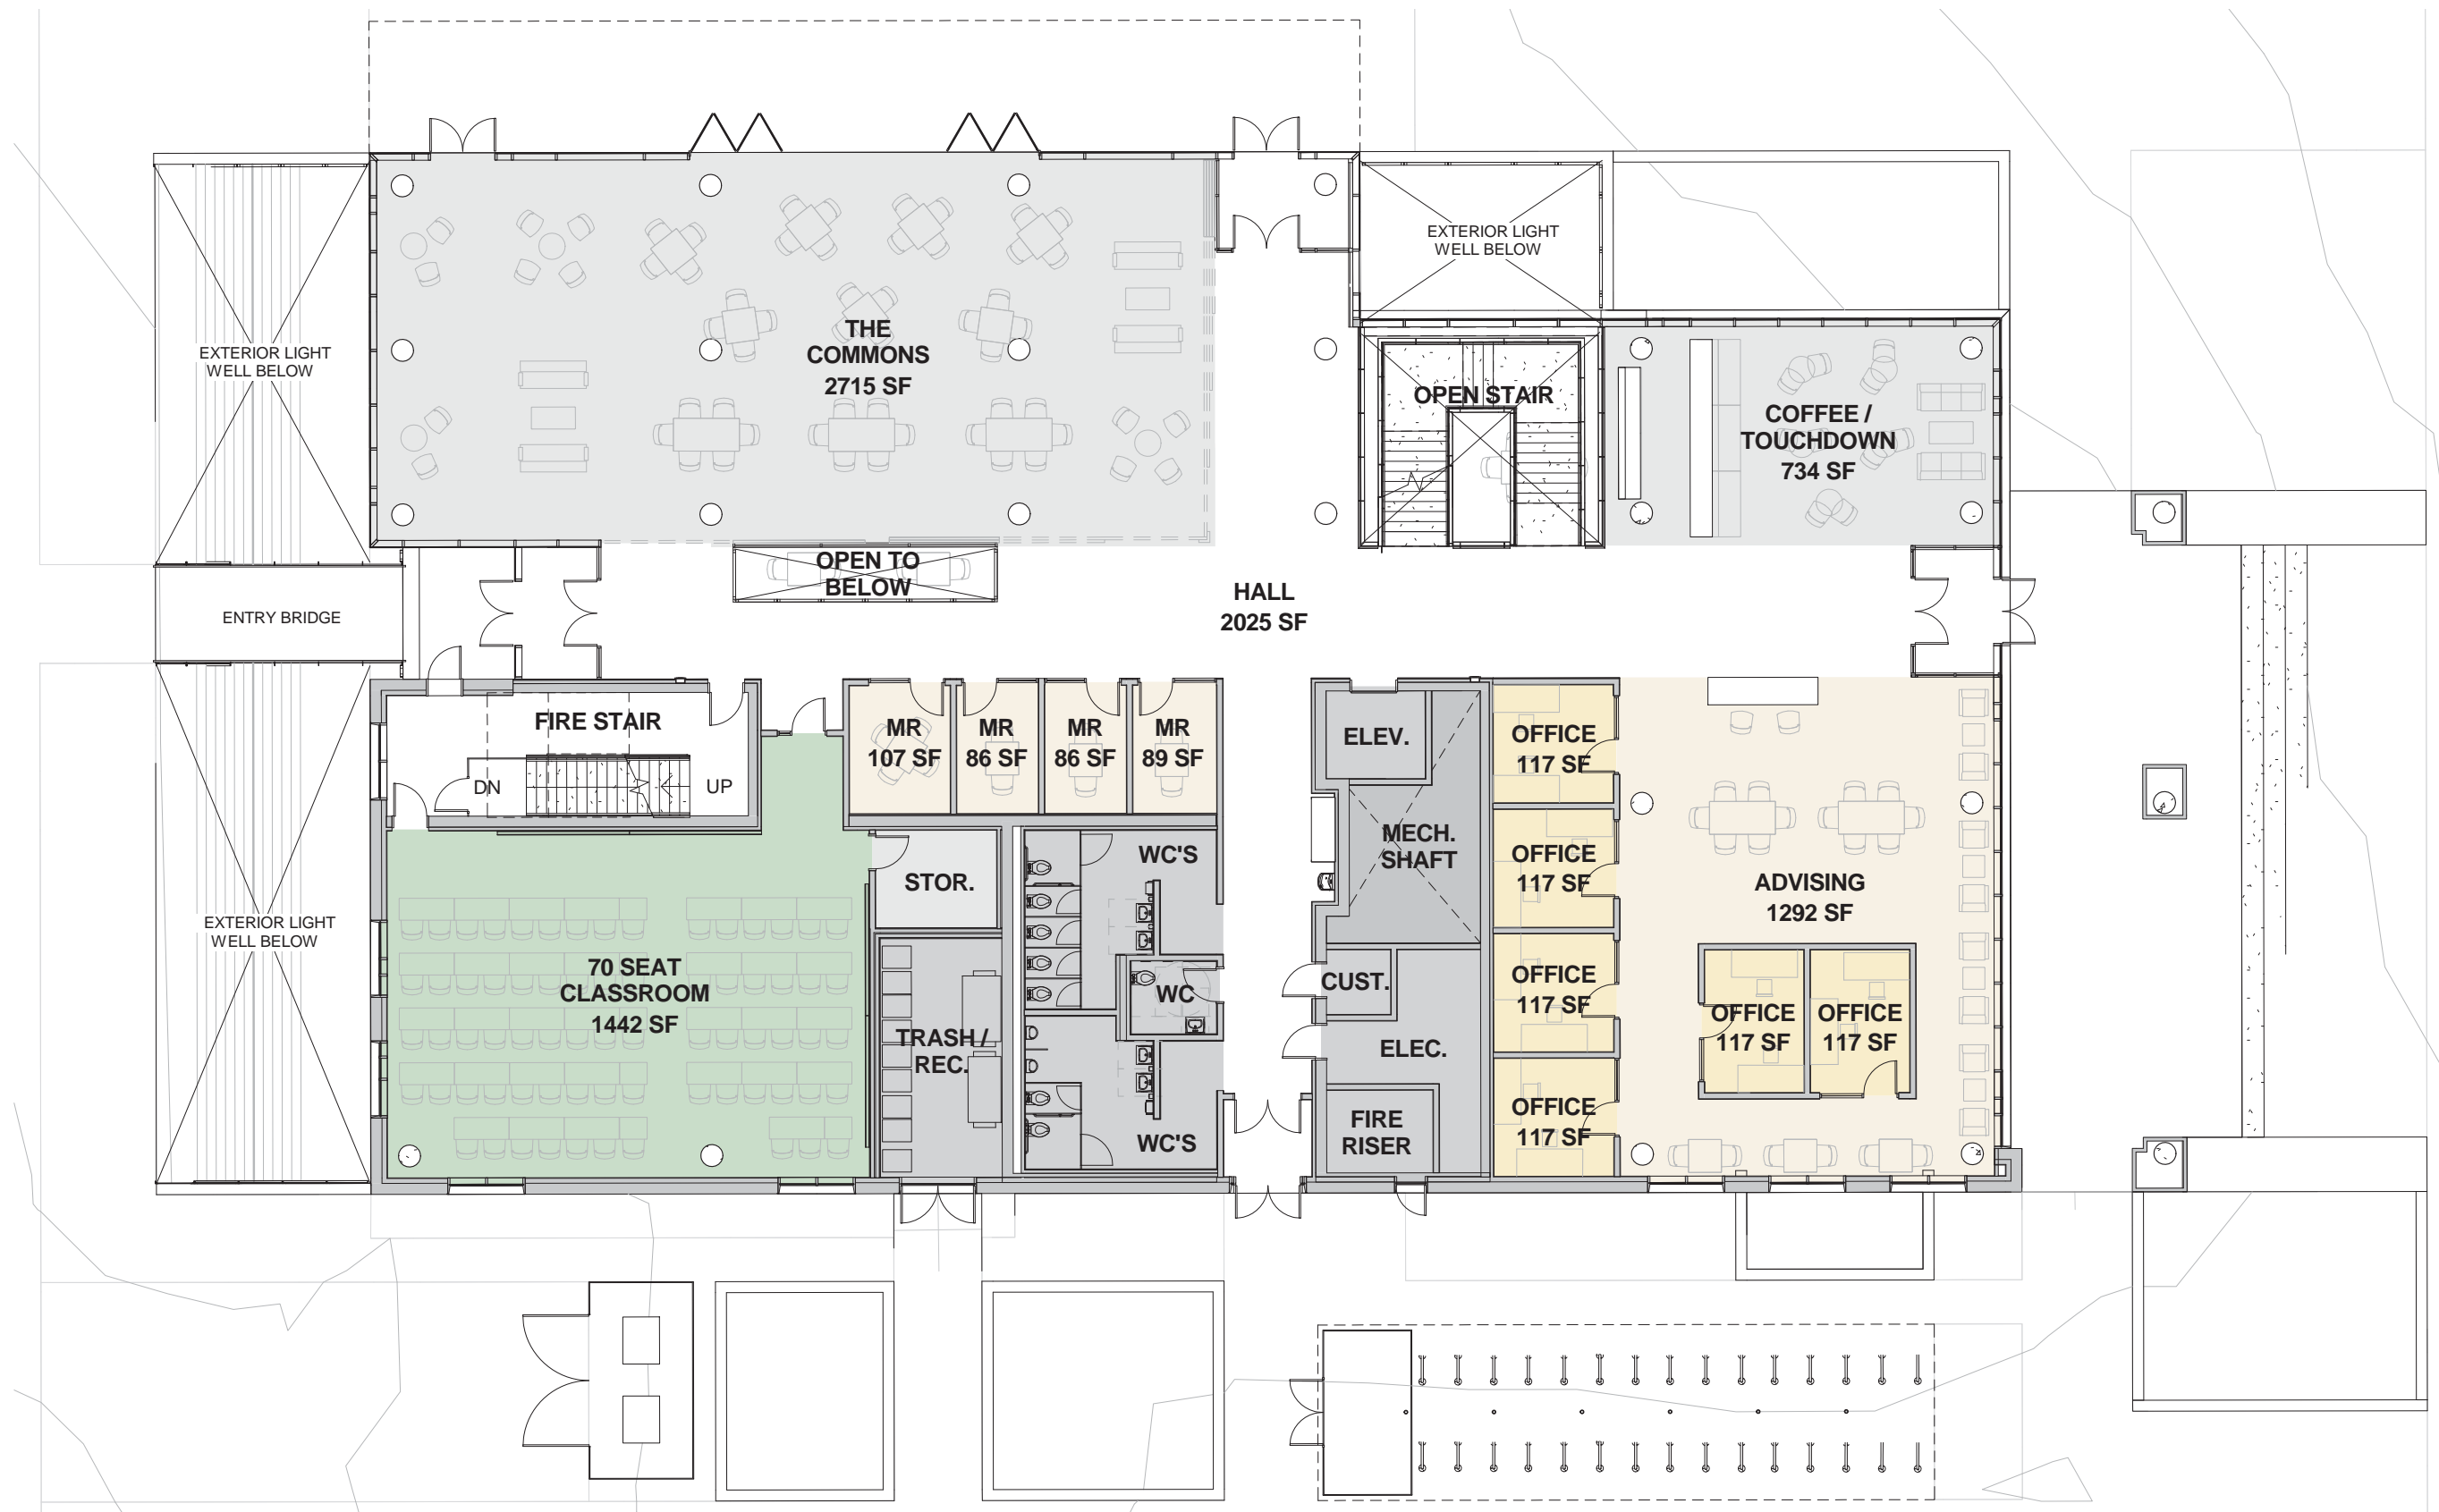 EXTERIOR LIGHT
WELL BELOW
EXTERIOR LIGHT
WELL BELOW
THE
COMMONS
2715 SF
OPEN STAIR
COFFEE /
TOUCHDOWN
734 SF
OPEN TO
BELOW
ENTRY BRIDGE
HALL
2025 SF
FIRE STAIR
DN
UP
MR
107 SF
MR
86 SF
MR
86 SF
MR
89 SF
ELEV.
OFFICE
117 SF
MECH.
SHAFT
OFFICE
117 SF
WC'S
STOR.
ADVISING
1292 SF
EXTERIOR LIGHT
WELL BELOW
70 SEAT
CLASSROOM
1442 SF
TRASH /
REC.
WC
CUST.
ELEC.
OFFICE
117 SF
OFFICE
117 SF
OFFICE
117 SF
FIRE
RISER
WC'S
OFFICE
117 SF